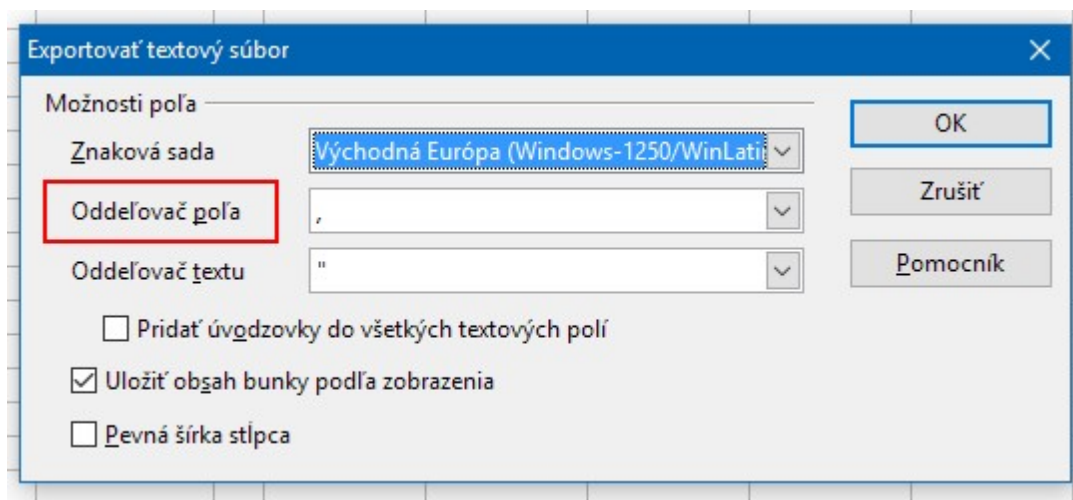 Exportovať textový súbor
Možnosti poľa
OK
Znaková sada
Východná Európa (Windows-1250/WinLati
Zrušiť
Oddeľovač poľa
,
Pomocník
Oddeľovač textu
"
Pridať úvodzovky do všetkých textových polí
Uložiť obsah bunky podľa zobrazenia
Pevná šírka stĺpca